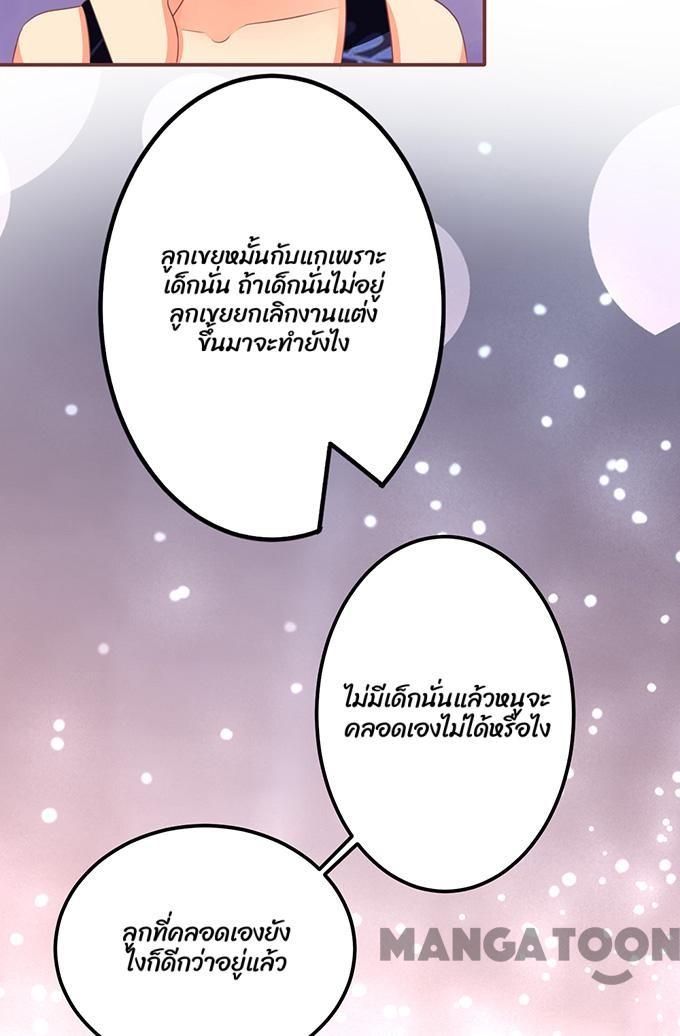 ลูกเขยหมั้นกับแกเพราะ
เด็กนั่น ถ้าเด็กนั่นไม่อยู่
ลูกเขยยกเลิกงานแต่ง
ขึ้นมาจะทำยังไง
ไม่มีเด็กนั่นแล้วหนูจะ
คลอดเองไม่ได้หรือไง
ลูกที่คลอดเองยัง
ไงก็ดีกว่าอยู่แล้ว
MANGATOON